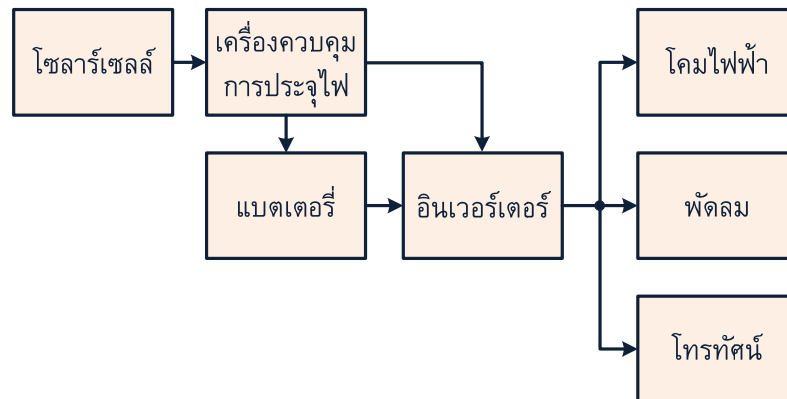 โซลาร์เซลล์
เครื่องควบคุม
การประจุไฟ
โคมไฟฟ้า
แบตเตอรี่
อินเวอร์เตอร์
พัดลม
โทรทัศน์